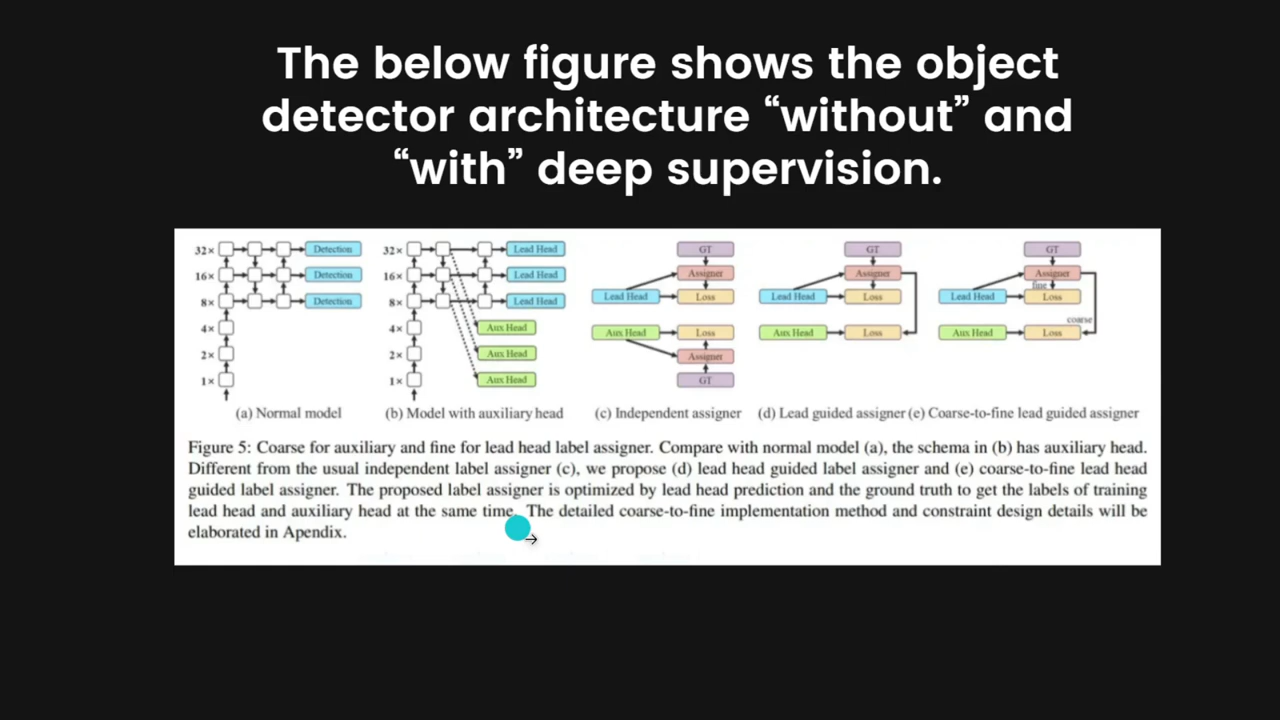 The below figure shows the object
detector architecture “without” and
“with” deep supervision.
32×
Detection
16×
Detection
8×
Detection
4×
2×
1×
(a) Normal model
32×
Lead Head
16×
Lead Head
8×
Lead Head
4×
Aux Head
2×
Aux Head
1×
Aux Head
(b) Model with auxiliary head
GT
Assigner
Lead Head
Loss
Aux Head
Loss
Assigner
GT
(c) Independent assigner
GT
Assigner
Lead Head
Loss
Aux Head
Loss
(d) Lead guided assigner
GT
Assigner
fine
Lead Head
Loss
coarse
Aux Head
Loss
(e) Coarse-to-fine lead guided assigner
Figure 5: Coarse for auxiliary and fine for lead head label assigner. Compare with normal model (a), the schema in (b) has auxiliary head.
Different from the usual independent label assigner (c), we propose (d) lead head guided label assigner and (e) coarse-to-fine lead head
guided label assigner. The proposed label assigner is optimized by lead head prediction and the ground truth to get the labels of training
lead head and auxiliary head at the same time. The detailed coarse-to-fine implementation method and constraint design details will be
elaborated in Apendix.